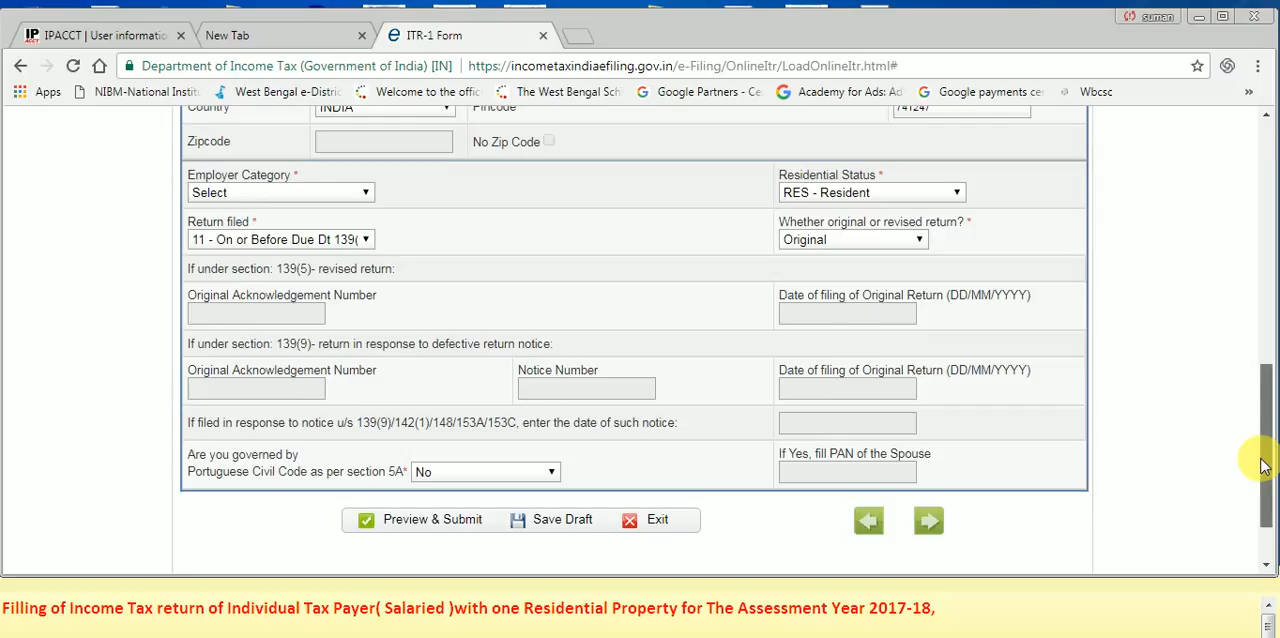 suman
IPACCT | User informatio
New Tab
ITR-1 Form
Department of Income Tax (Government of India) [IN] | https://incometaxindiaefiling.gov.in/e-Filing/OnlineItr/LoadOnlineItr.html#
Apps NIBM-National Instit West Bengal e-Distric Welcome to the offic The West Bengal Sch Google Partners - Ce Academy for Ads: Ad Google payments ce Wbcsc »
Country INDIA Pincode 741247
Zipcode No Zip Code
Employer Category * Residential Status *
Select RES - Resident
Return filed * Whether original or revised return? *
11 - On or Before Due Dt 139( Original
If under section: 139(5)- revised return:
Original Acknowledgement Number Date of filing of Original Return (DD/MM/YYYY)
If under section: 139(9)- return in response to defective return notice:
Original Acknowledgement Number Notice Number Date of filing of Original Return (DD/MM/YYYY)
If filed in response to notice u/s 139(9)/142(1)/148/153A/153C, enter the date of such notice:
Are you governed by If Yes, fill PAN of the Spouse
Portuguese Civil Code as per section 5A* No
Preview & Submit Save Draft Exit
Filling of Income Tax return of Individual Tax Payer( Salaried )with one Residential Property for The Assessment Year 2017-18,